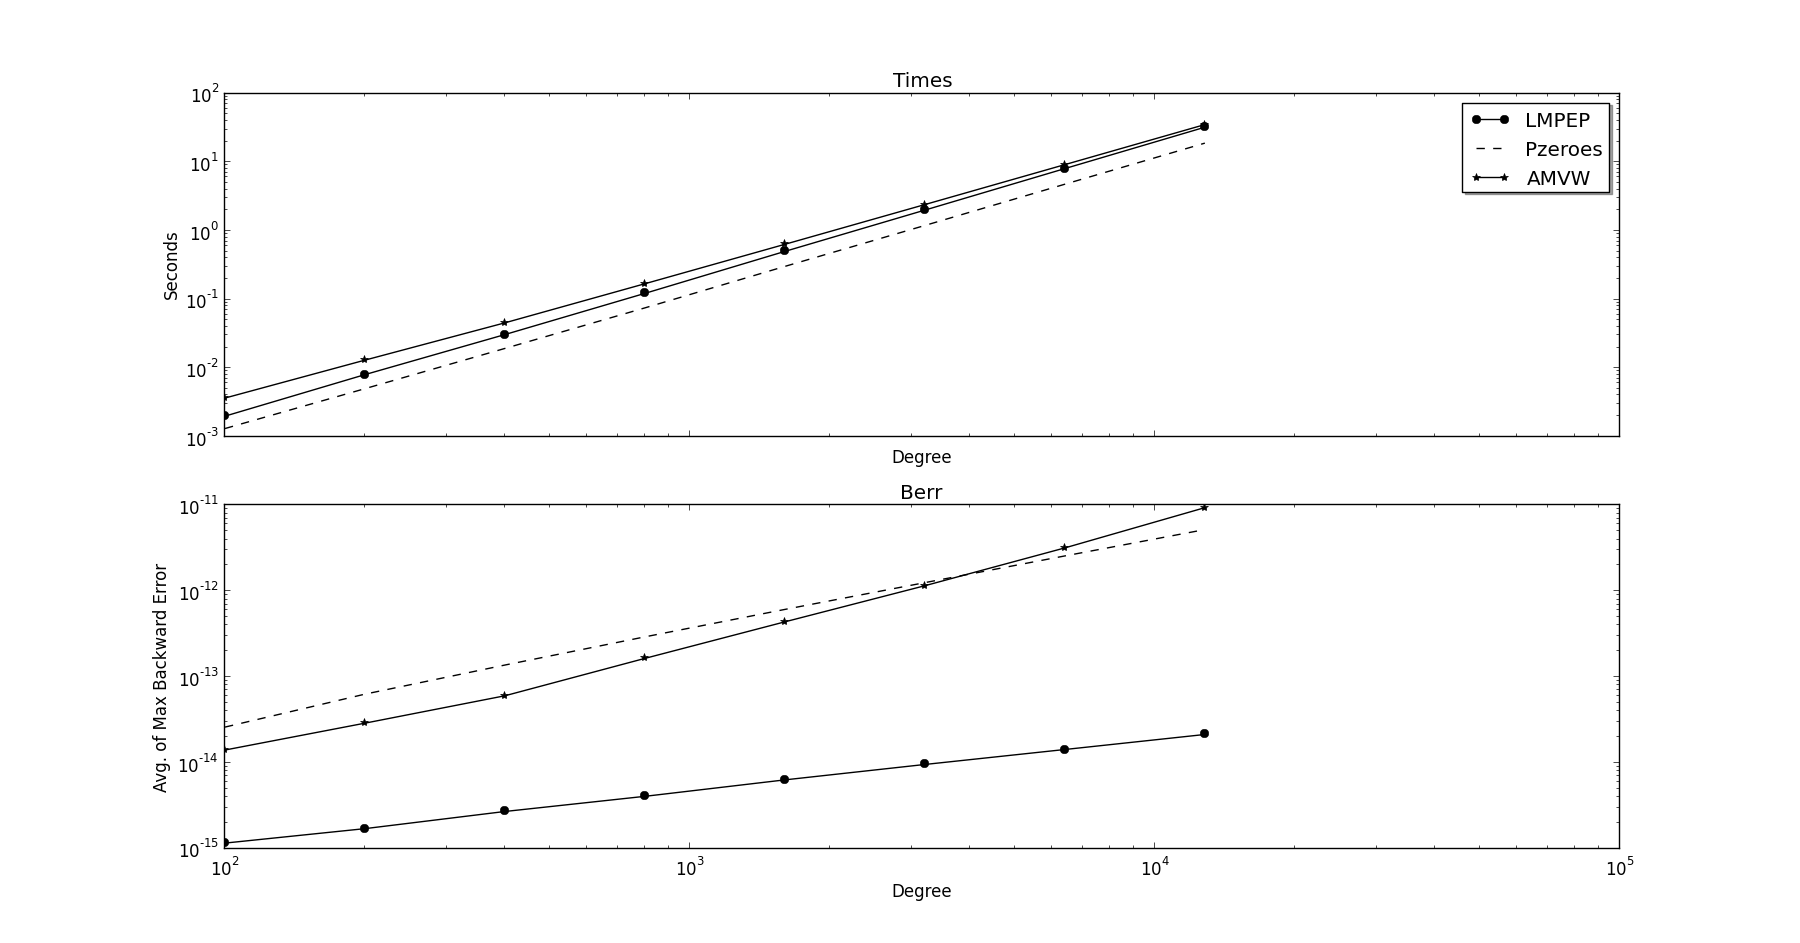 Times
10^2
10^1
10^0
10^-1
10^-2
10^-3
Seconds
Degree
LMPEP
Pzeroes
AMVW
Berr
10^-11
10^-12
10^-13
10^-14
10^-15
Avg. of Max Backward Error
10^2 10^3 10^4 10^5
Degree